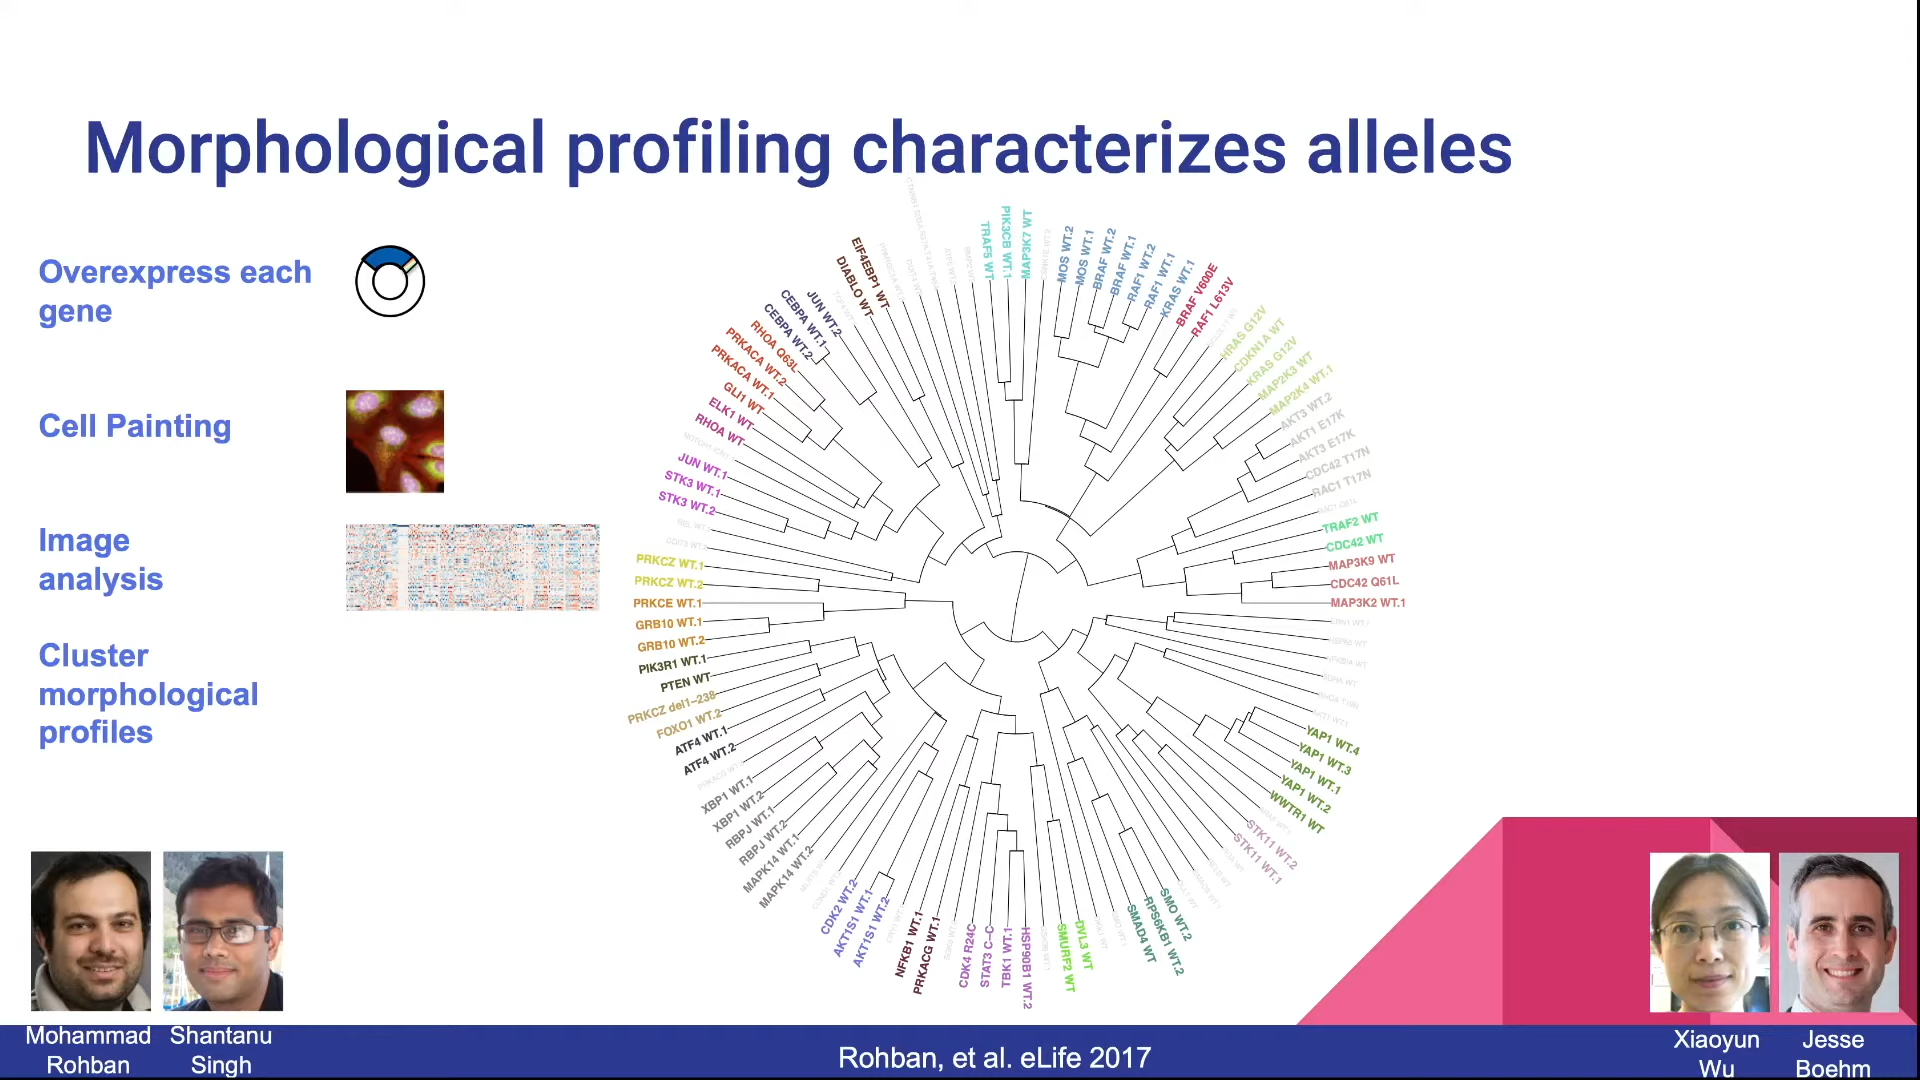 Morphological profiling characterizes alleles
Overexpress each
gene
Cell Painting
Image
analysis
Cluster
morphological
profiles
TRAF5 WT
PIK3CB WT.1
MAP3K7 WT
MOS WT.2
MOS WT.1
BRAF WT.2
BRAF WT.1
RAF1 WT.2
RAF1 WT.1
KRAS WT.1
BRAF V600E
RAF1 L613V
HRAS G12V
CDKN1A WT
KRAS G12V
MAP2K3 WT
MAP2K4 WT.1
AKT3 WT.2
AKT1 E17K
AKT3 E17K
CDC42 T17N
RAC1 T17N
TRAF2 WT
CDC42 WT
MAP3K9 WT
CDC42 Q61L
MAP3K2 WT.1
YAP1 WT.4
YAP1 WT.3
YAP1 WT.1
YAP1 WT.2
WWTR1 WT
STK11 WT.2
STK11 WT.1
SMO WT.2
RPS6KB1 WT.2
SMAD4 WT
DVL3 WT
SMURF2 WT
HSP90B1 WT.2
TBK1 WT.1
STAT3 C–C
CDK4 R24C
PRKACG WT.1
NFKB1 WT.1
AKT1S1 WT.2
AKT1S1 WT.1
CDK2 WT.2
MAPK14 WT.2
MAPK14 WT.1
RBPJ WT.2
RBPJ WT.1
XBP1 WT.2
XBP1 WT.1
ATF4 WT.2
ATF4 WT.1
FOXO1 WT.2
PRKCZ del1–238
PTEN WT
PIK3R1 WT.1
GRB10 WT.2
GRB10 WT.1
PRKCE WT.1
PRKCZ WT.2
PRKCZ WT.1
STK3 WT.2
STK3 WT.1
JUN WT.1
RHOA WT
ELK1 WT
GLI1 WT
PRKACA WT.1
PRKACA WT.2
RHOA Q63L
CEBPA WT.2
CEBPA WT.1
JUN WT.2
DIABLO WT
EIF4EBP1 WT
Mohammad
Rohban
Shantanu
Singh
Rohban, et al. eLife 2017
Xiaoyun
Wu
Jesse
Boehm